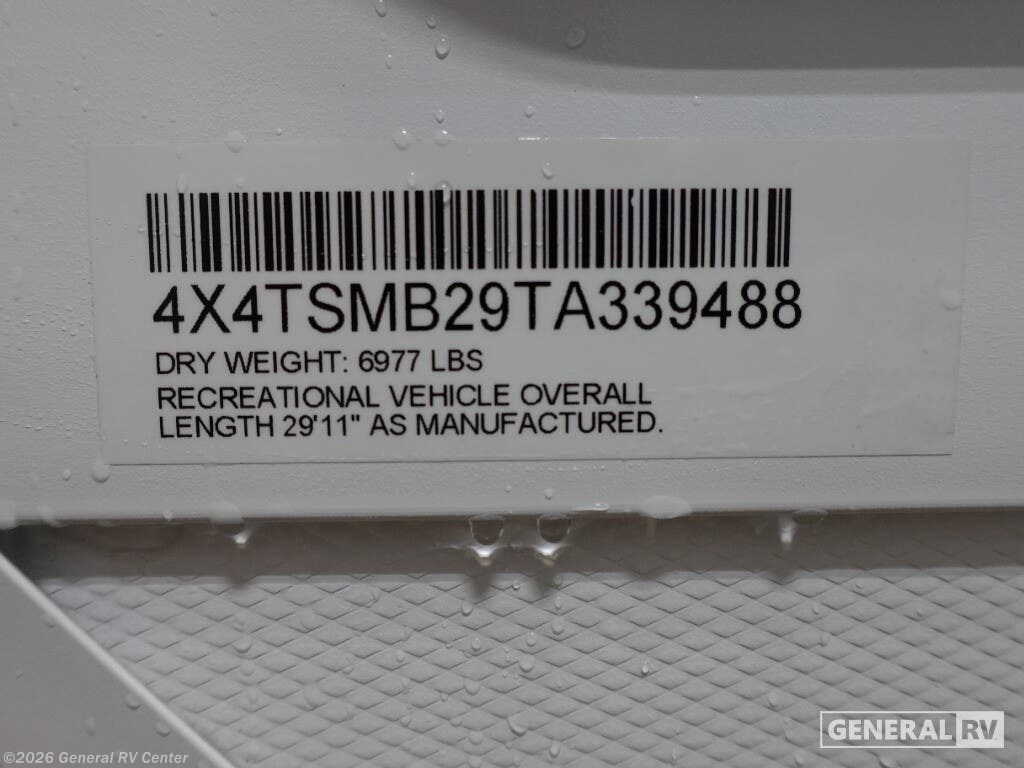 4X4TSMB29TA339488
DRY WEIGHT: 6977 LBS
RECREATIONAL VEHICLE OVERALL
LENGTH 29'11" AS MANUFACTURED.
GENERAL RV
©2026 General RV Center